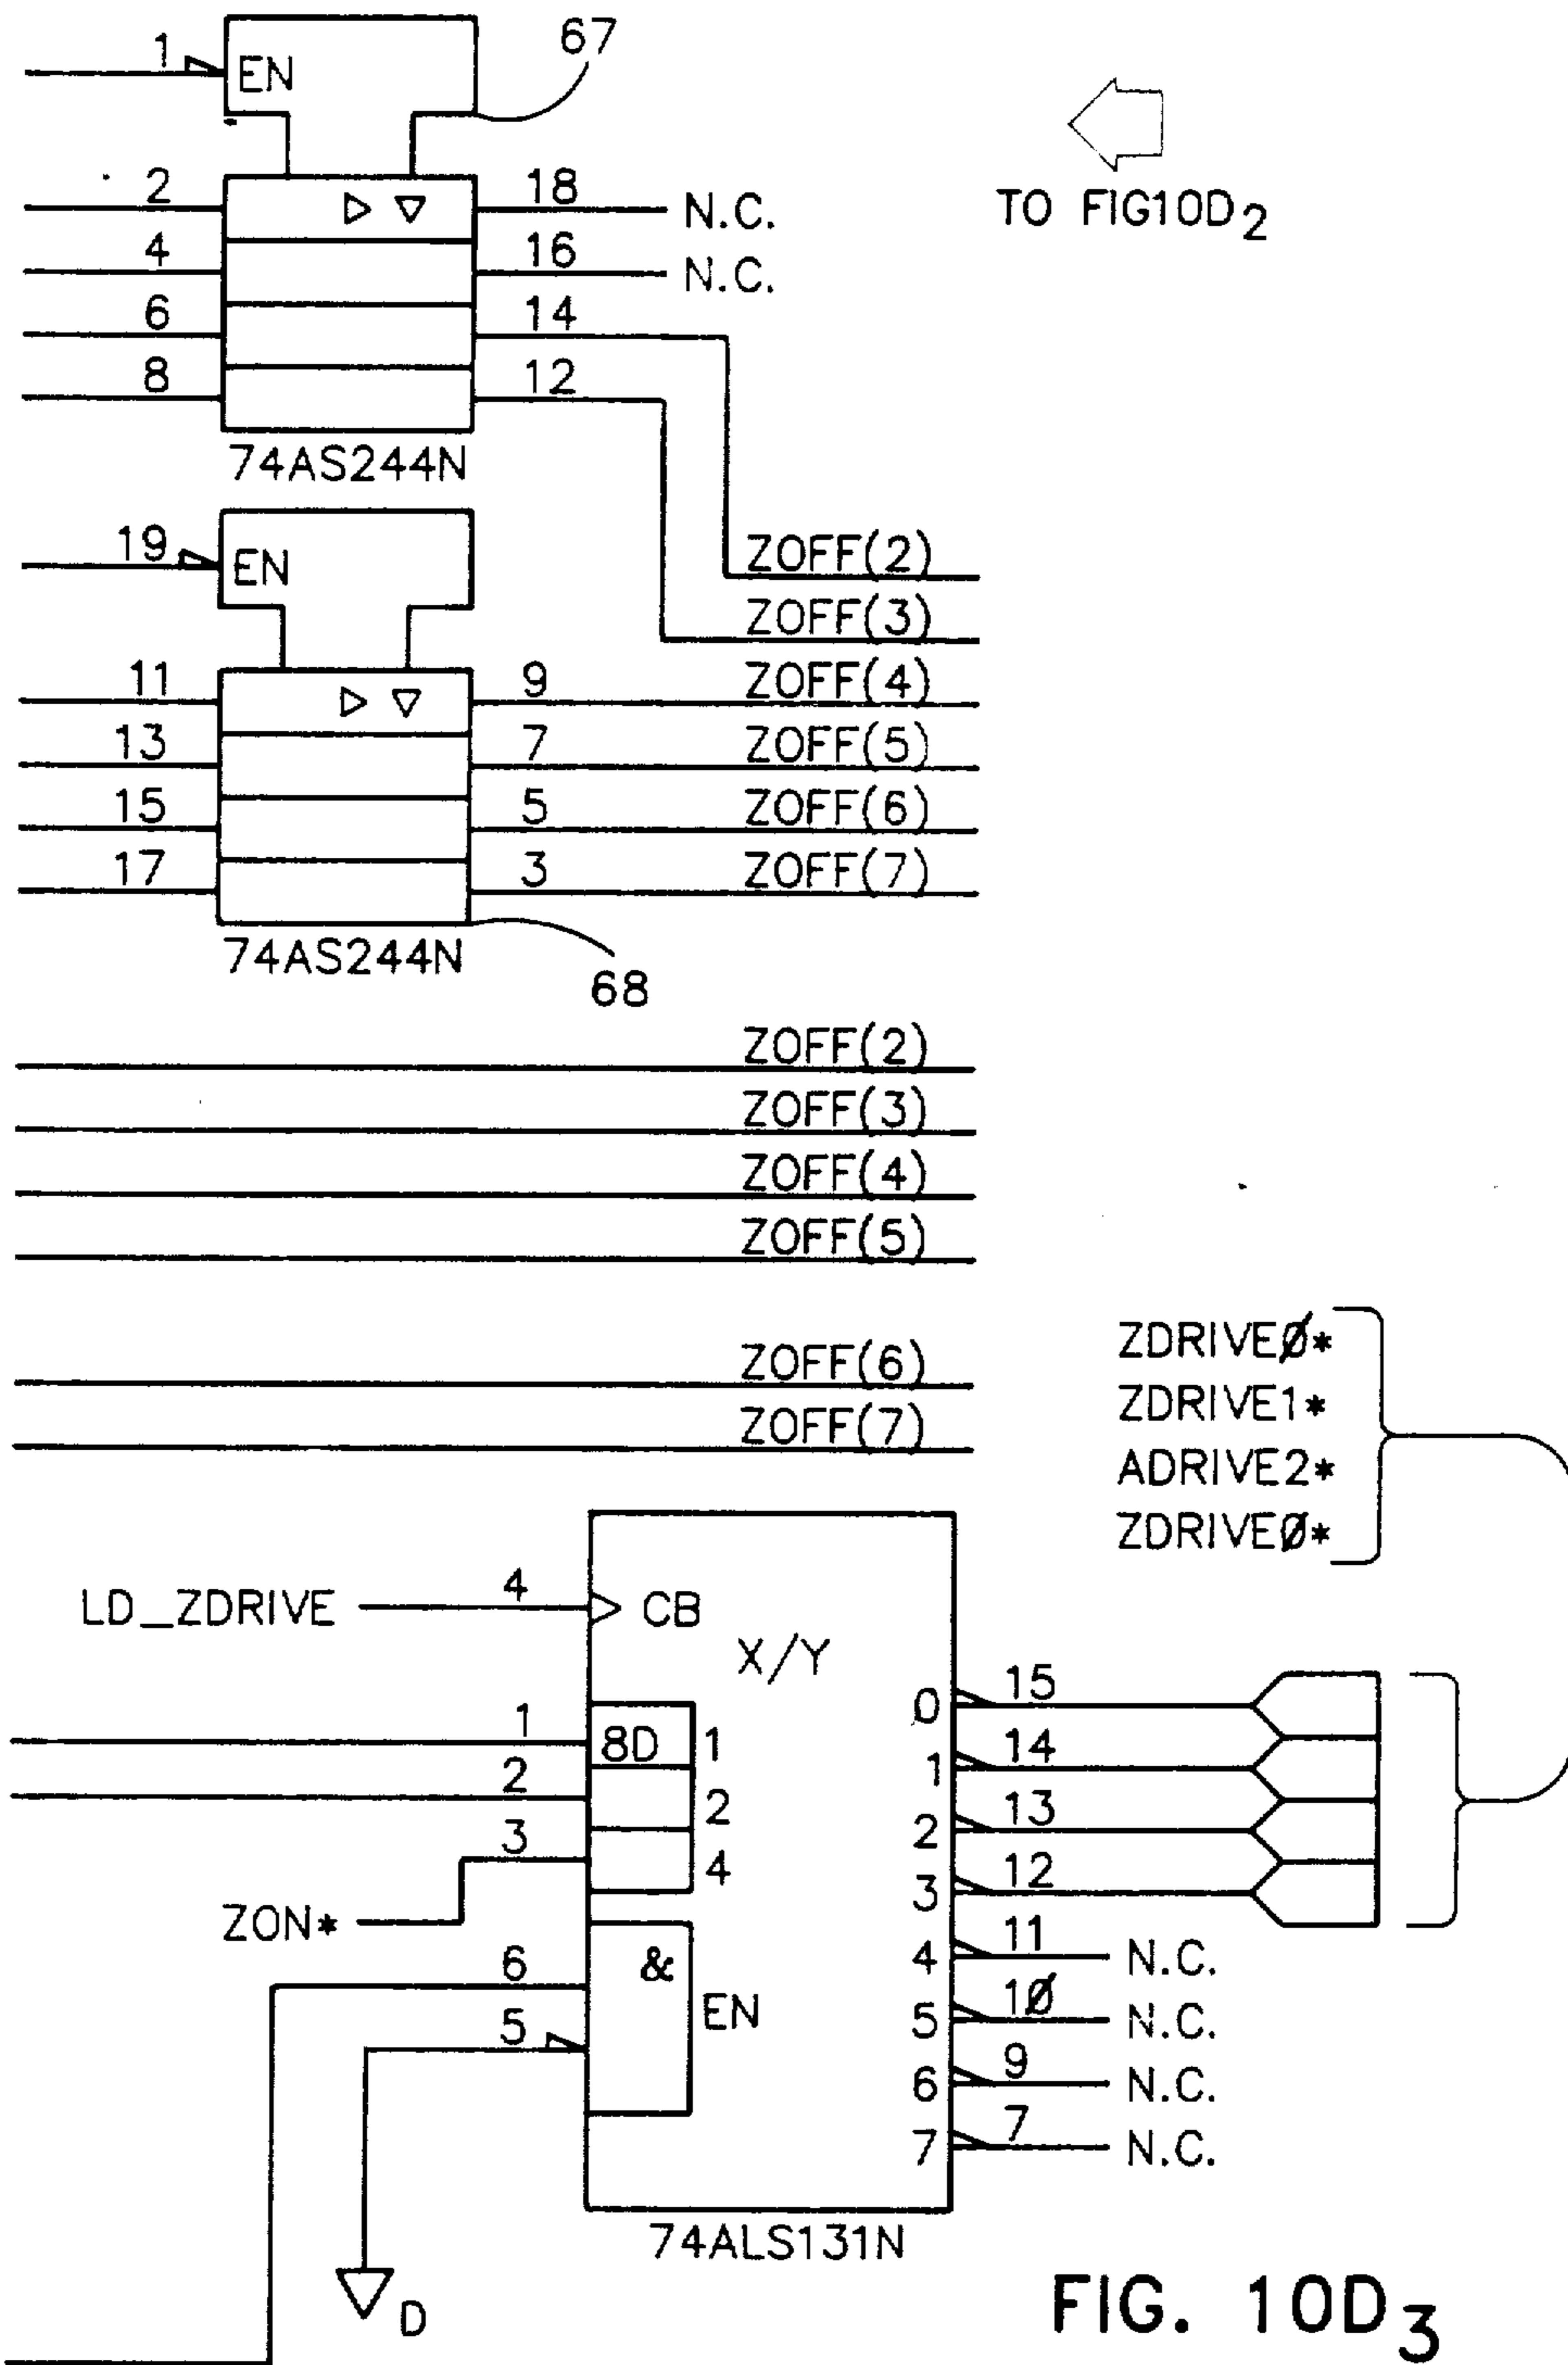 1 EN 67
2 18 N.C. TO FIG10D2
4 16 N.C.
6 14
8 12
74AS244N
19 EN ZOFF(2)
ZOFF(3)
11 9 ZOFF(4)
13 7 ZOFF(5)
15 5 ZOFF(6)
17 3 ZOFF(7)
74AS244N
68
ZOFF(2)
ZOFF(3)
ZOFF(4)
ZOFF(5)
ZOFF(6)
ZOFF(7)
ZDRIVEØ*
ZDRIVE1*
ADRIVE2*
ZDRIVEØ*
LD_ZDRIVE 4 CB
X/Y
1 8D 1 0 15
2 2 1 14
3 4 2 13
ZON* 3 12
6 & EN 4 11 N.C.
5 5 1Ø N.C.
6 9 N.C.
7 7 N.C.
74ALS131N
D
FIG. 10D3